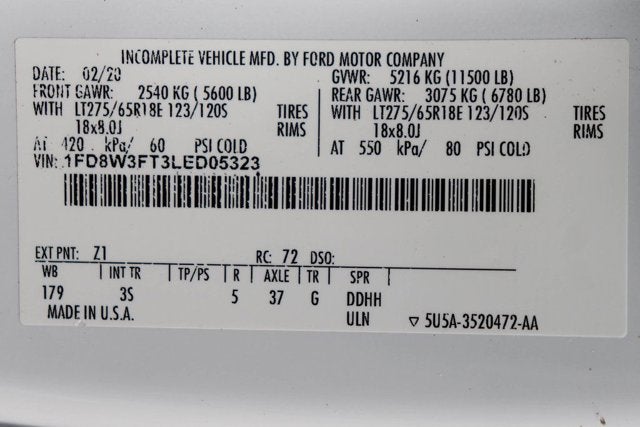 INCOMPLETE VEHICLE MFD. BY FORD MOTOR COMPANY
DATE: 02/20 GVWR: 5216 KG (11500 LB)
FRONT GAWR: 2540 KG (5600 LB) REAR GAWR: 3075 KG (6780 LB)
WITH LT275/65R18E 123/120S TIRES WITH LT275/65R18E 123/120S TIRES
18x8.0J RIMS 18x8.0J RIMS
AT 420 kPa/ 60 PSI COLD AT 550 kPa/ 80 PSI COLD
VIN: 1FD8W3FT3LED05323
EXT PNT: Z1 RC: 72 DSO:
WB INT TR TP/PS R AXLE TR SPR
179 3S 5 37 G DDHH
MADE IN U.S.A. ULN ▽ 5U5A-3520472-AA